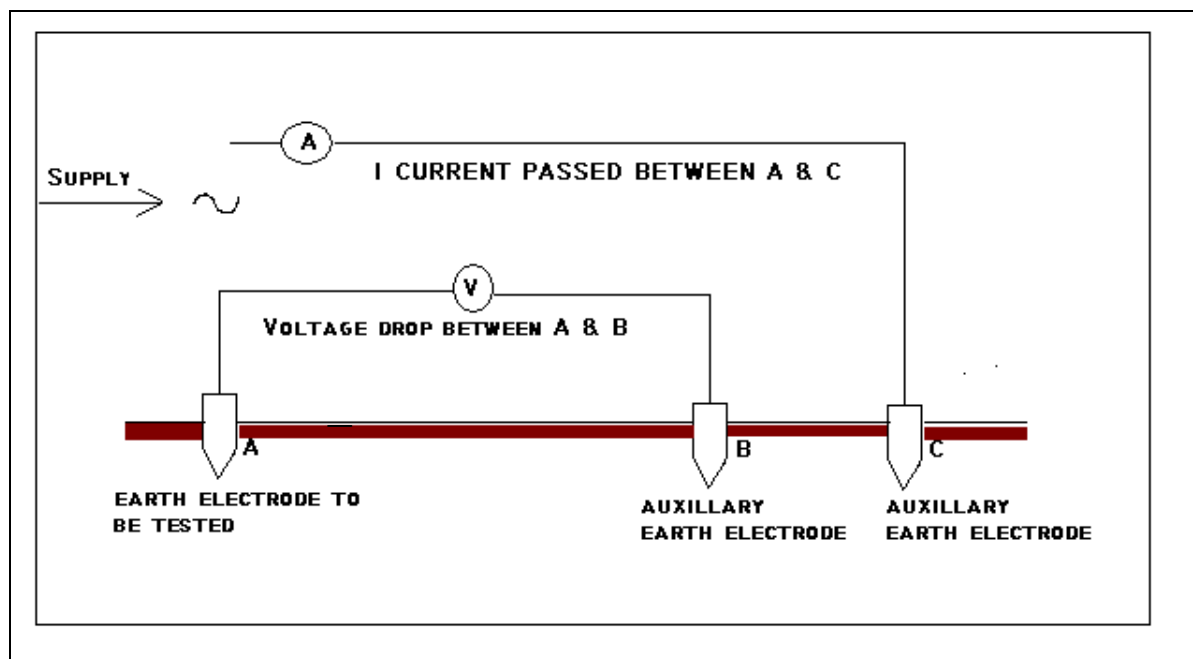 A
I CURRENT PASSED BETWEEN A & C
SUPPLY
V
VOLTAGE DROP BETWEEN A & B
A
B
C
EARTH ELECTRODE TO
BE TESTED
AUXILLARY
EARTH ELECTRODE
AUXILLARY
EARTH ELECTRODE